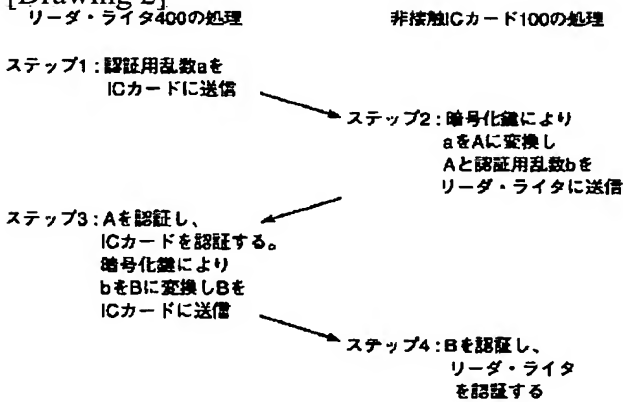 [Drawing 2]
リーダ・ライタ400の処理
非接触ICカード100の処理
ステップ1:認証用乱数aを
ICカードに送信
ステップ2:暗号化鍵により
aをAに変換し
Aと認証用乱数bを
リーダ・ライタに送信
ステップ3:Aを認証し、
ICカードを認証する。
暗号化鍵により
bをBに変換しBを
ICカードに送信
ステップ4:Bを認証し、
リーダ・ライタ
を認証する